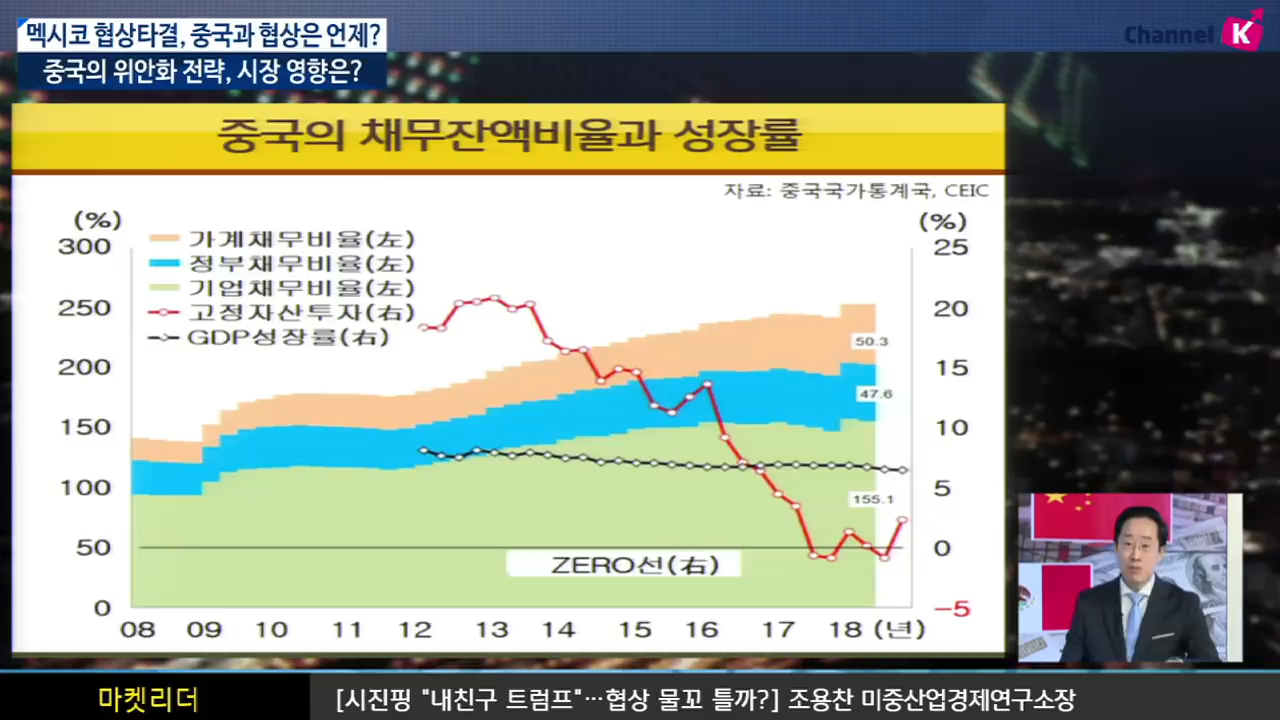 멕시코 협상타결, 중국과 협상은 언제?
Channel K
중국의 위안화 전략, 시장 영향은?
중국의 채무잔액비율과 성장률
자료: 중국국가통계국, CEIC
(%) (%)
300 25
가계채무비율(左)
정부채무비율(左)
기업채무비율(左)
고정자산투자(右)
GDP성장률(右)
250 20
200 15
150 10
100 5
50 0
0 -5
50.3
47.6
155.1
ZERO선(右)
08 09 10 11 12 13 14 15 16 17 18 (년)
마켓리더
[시진핑 "내친구 트럼프"…협상 물꼬 틀까?] 조용찬 미중산업경제연구소장